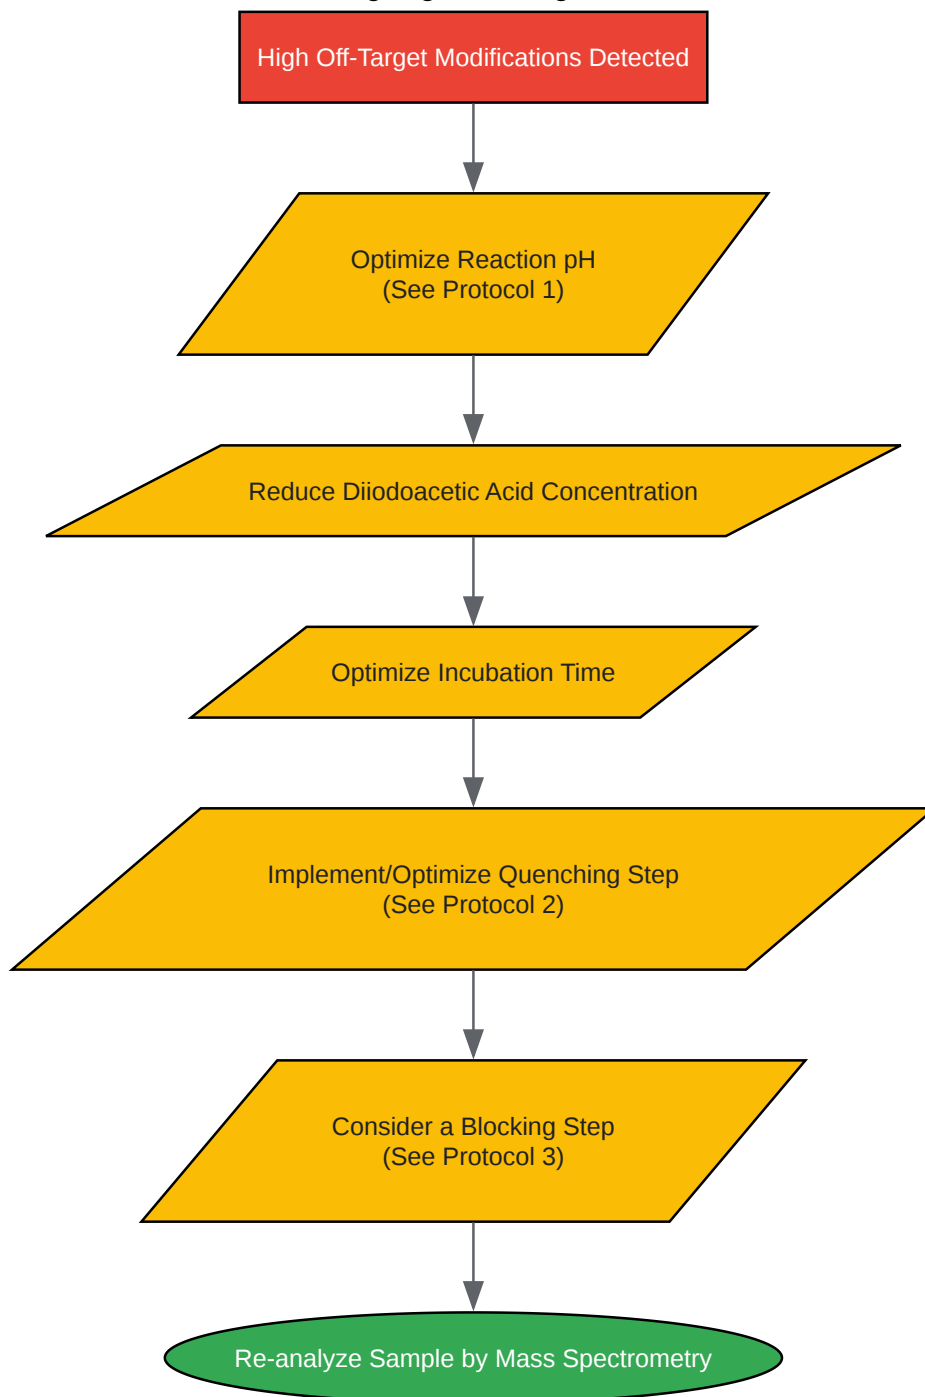 High Off-Target Modifications Detected
Optimize Reaction pH
(See Protocol 1)
Reduce Diiodoacetic Acid Concentration
Optimize Incubation Time
Implement/Optimize Quenching Step
(See Protocol 2)
Consider a Blocking Step
(See Protocol 3)
Re-analyze Sample by Mass Spectrometry